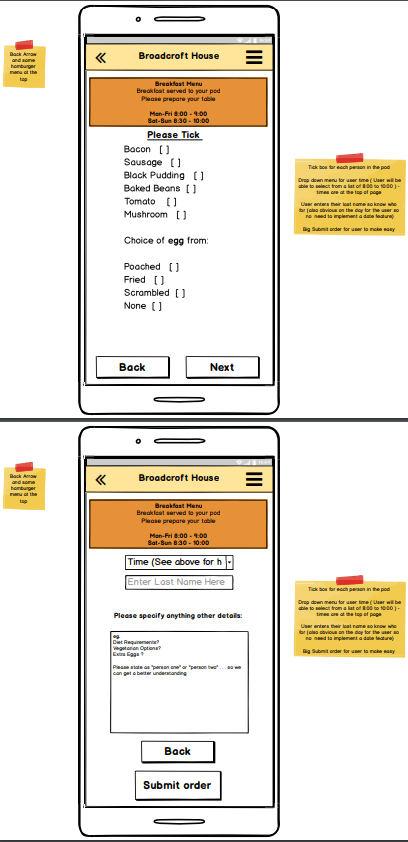 Back Arrow
and same
hamburger
menu at the
top
Broadcroft House
Breakfast Menu
Breakfast served to your pod
Please prepare your table
Mon-Fri 8:00 - 9:00
Sat-Sun 8:30 - 10:00
Please Tick
Bacon [ ]
Sausage [ ]
Black Pudding [ ]
Baked Beans [ ]
Tomato [ ]
Mushroom [ ]
Choice of egg from:
Poached [ ]
Fried [ ]
Scrambled [ ]
None [ ]
Back Next
Tick box for each person in the pod
Drop down menu for user time ( User will be
able to select from a list of 8:00 to 10:00 ) -
times are at the top of page
User enters their last name so know who
for (also obvious on the day for the user so
no need to implement a date feature)
Big Submit order for user to make easy
Back Arrow
and same
hamburger
menu at the
top
Broadcroft House
Breakfast Menu
Breakfast served to your pod
Please prepare your table
Mon-Fri 8:00 - 9:00
Sat-Sun 8:30 - 10:00
Time (See above for h
Enter Last Name Here
Please specify anything other details:
eg.
Diet Requirements?
Vegetarian Options?
Extra Eggs ?
Please state as "person one" or "person two" . . . so we
can get a better understanding
Back
Submit order
Tick box for each person in the pod
Drop down menu for user time ( User will be
able to select from a list of 8:00 to 10:00 ) -
times are at the top of page
User enters their last name so know who
for (also obvious on the day for the user so
no need to implement a date feature)
Big Submit order for user to make easy